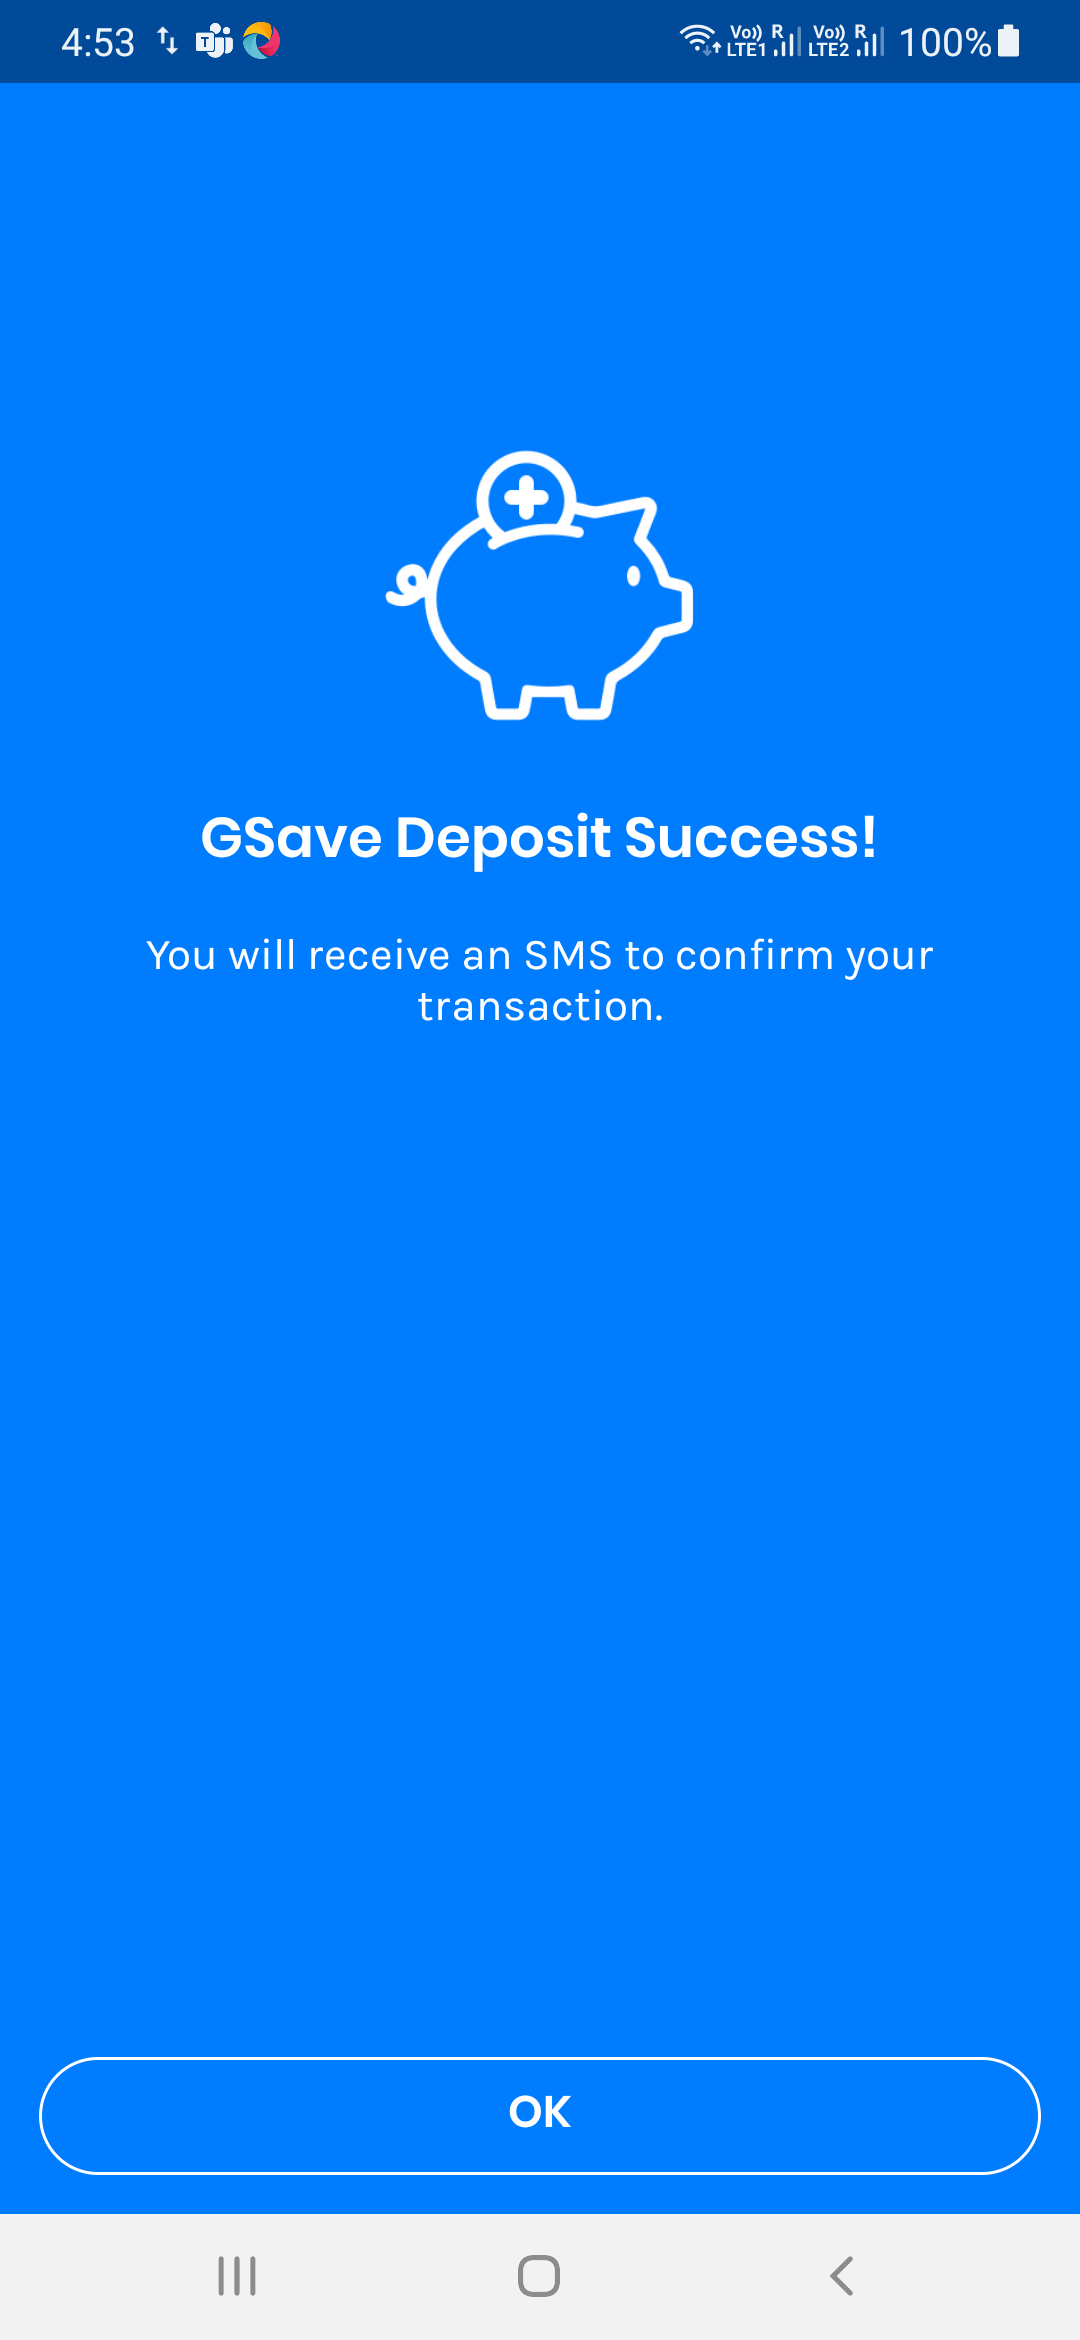 4:53
Vo)) R Vo)) R 100%
LTE1 LTE2
GSave Deposit Success!
You will receive an SMS to confirm your
transaction.
OK